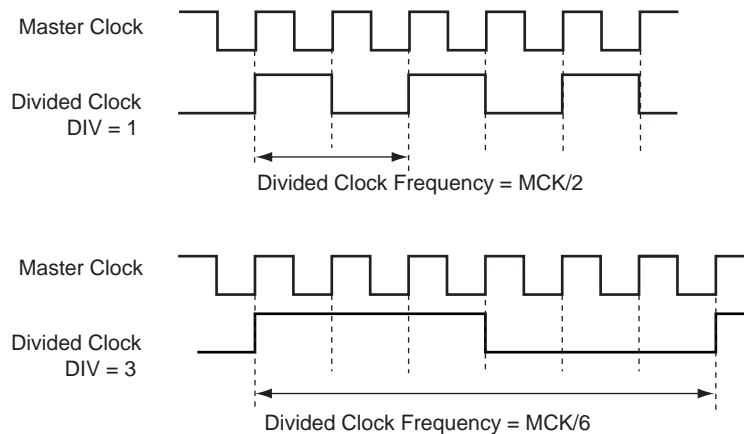 Master Clock
Divided Clock
DIV = 1
Divided Clock Frequency = MCK/2
Master Clock
Divided Clock
DIV = 3
Divided Clock Frequency = MCK/6